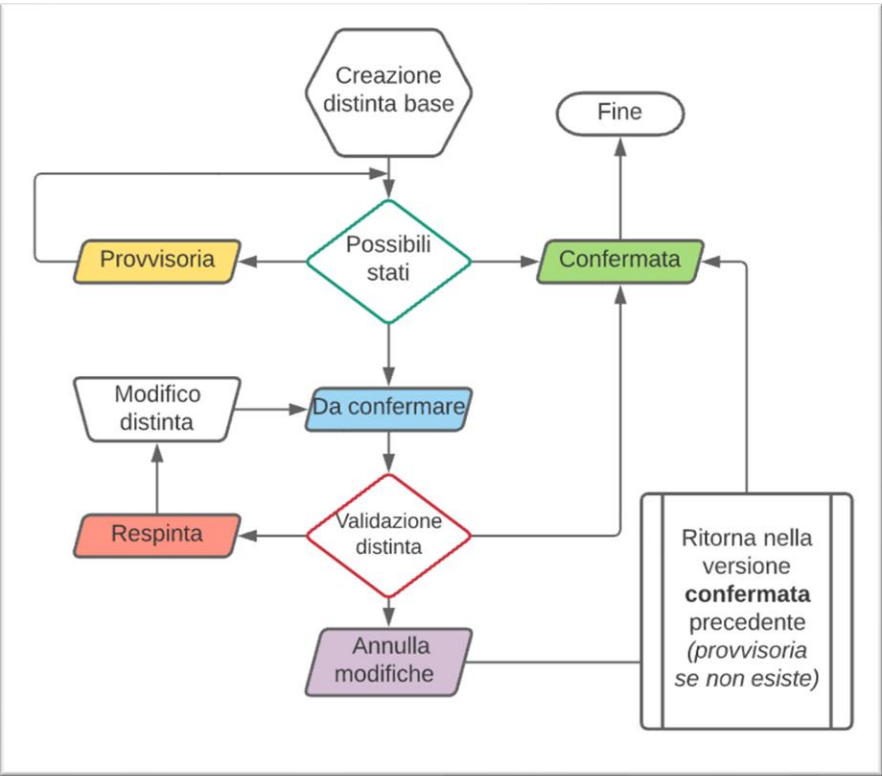 Creazione
distinta base
Fine
Possibili
stati
Provvisoria
Confermata
Modifico
distinta
Da confermare
Validazione
distinta
Respinta
Ritorna nella
versione
confermata
precedente
(provvisoria
se non esiste)
Annulla
modifiche